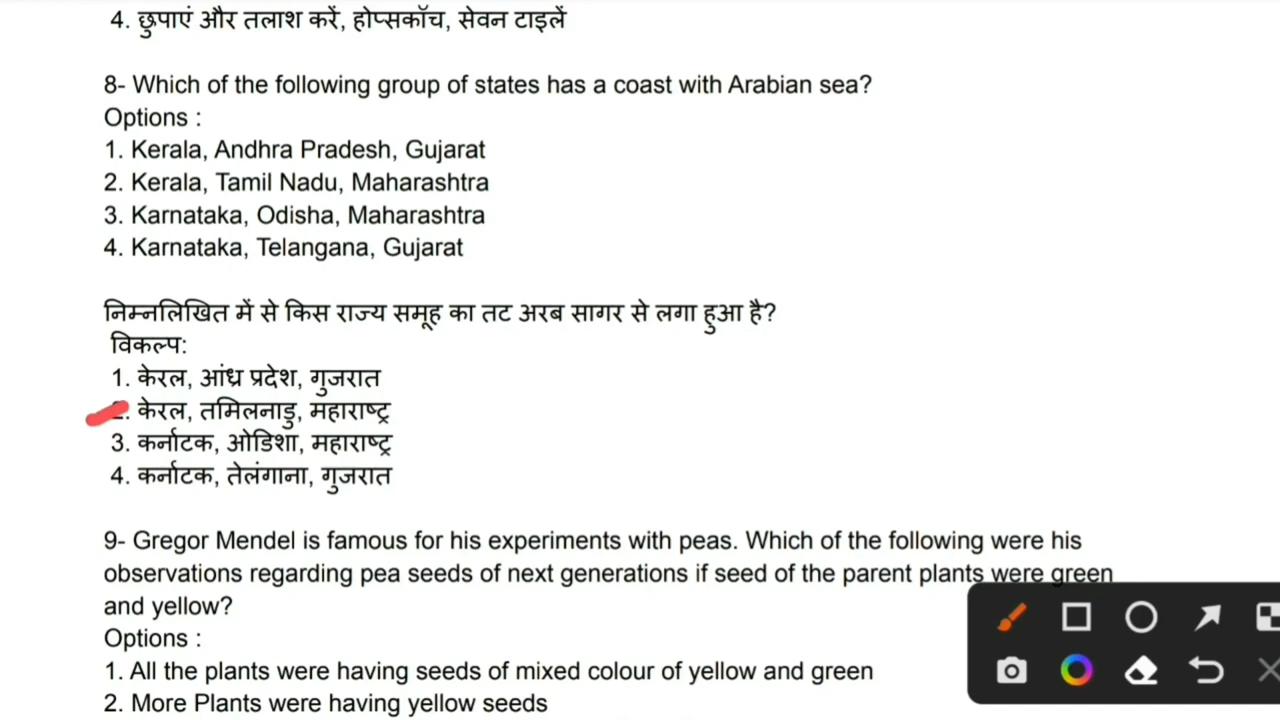 4. छुपाएं और तलाश करें, होप्सकॉच, सेवन टाइलें
8- Which of the following group of states has a coast with Arabian sea?
Options :
1. Kerala, Andhra Pradesh, Gujarat
2. Kerala, Tamil Nadu, Maharashtra
3. Karnataka, Odisha, Maharashtra
4. Karnataka, Telangana, Gujarat
निम्नलिखित में से किस राज्य समूह का तट अरब सागर से लगा हुआ है?
विकल्प:
1. केरल, आंध्र प्रदेश, गुजरात
2. केरल, तमिलनाडु, महाराष्ट्र
3. कर्नाटक, ओडिशा, महाराष्ट्र
4. कर्नाटक, तेलंगाना, गुजरात
9- Gregor Mendel is famous for his experiments with peas. Which of the following were his
observations regarding pea seeds of next generations if seed of the parent plants were green
and yellow?
Options :
1. All the plants were having seeds of mixed colour of yellow and green
2. More Plants were having yellow seeds